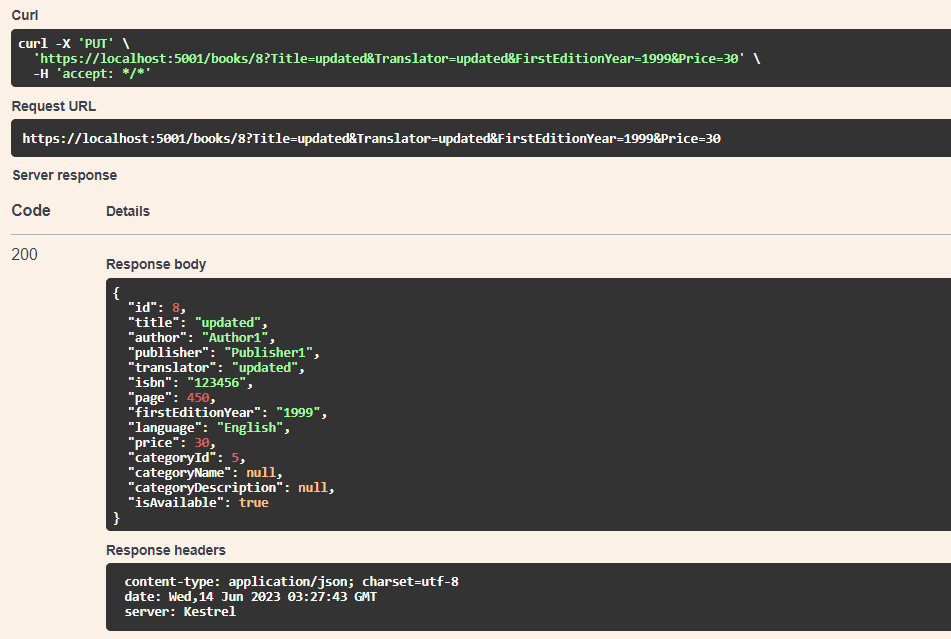 Curl
curl -X 'PUT' \
'https://localhost:5001/books/8?Title=updated&Translator=updated&FirstEditionYear=1999&Price=30' \
-H 'accept: */*'
Request URL
https://localhost:5001/books/8?Title=updated&Translator=updated&FirstEditionYear=1999&Price=30
Server response
Code Details
200
Response body
{
"id": 8,
"title": "updated",
"author": "Author1",
"publisher": "Publisher1",
"translator": "updated",
"isbn": "123456",
"page": 450,
"firstEditionYear": "1999",
"language": "English",
"price": 30,
"categoryId": 5,
"categoryName": null,
"categoryDescription": null,
"isAvailable": true
}
Response headers
content-type: application/json; charset=utf-8
date: Wed,14 Jun 2023 03:27:43 GMT
server: Kestrel